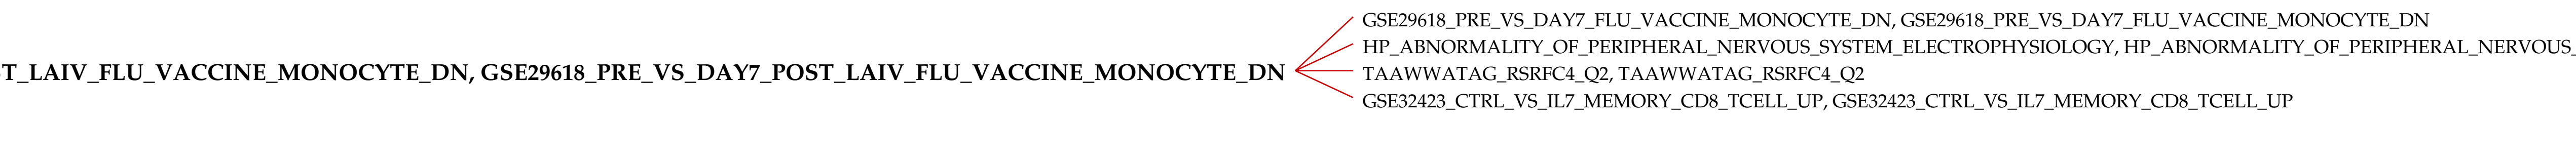 GSE29618_PRE_VS_DAY7_FLU_VACCINE_MONOCYTE_DN, GSE29618_PRE_VS_DAY7_FLU_VACCINE_MONOCYTE_DN
HP_ABNORMALITY_OF_PERIPHERAL_NERVOUS_SYSTEM_ELECTROPHYSIOLOGY, HP_ABNORMALITY_OF_PERIPHERAL_NERVOUS_
T_LAIV_FLU_VACCINE_MONOCYTE_DN, GSE29618_PRE_VS_DAY7_POST_LAIV_FLU_VACCINE_MONOCYTE_DN
TAAWWATAG_RSRFC4_Q2, TAAWWATAG_RSRFC4_Q2
GSE32423_CTRL_VS_IL7_MEMORY_CD8_TCELL_UP, GSE32423_CTRL_VS_IL7_MEMORY_CD8_TCELL_UP